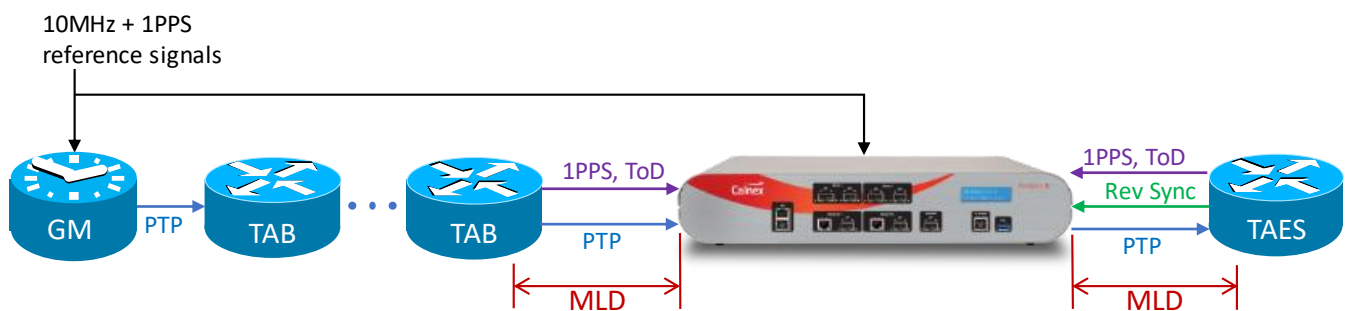 10MHz + 1PPS
reference signals
GM
PTP
TAB
TAB
1PPS, ToD
PTP
Calnex
1PPS, ToD
Rev Sync
PTP
TAES
MLD
MLD